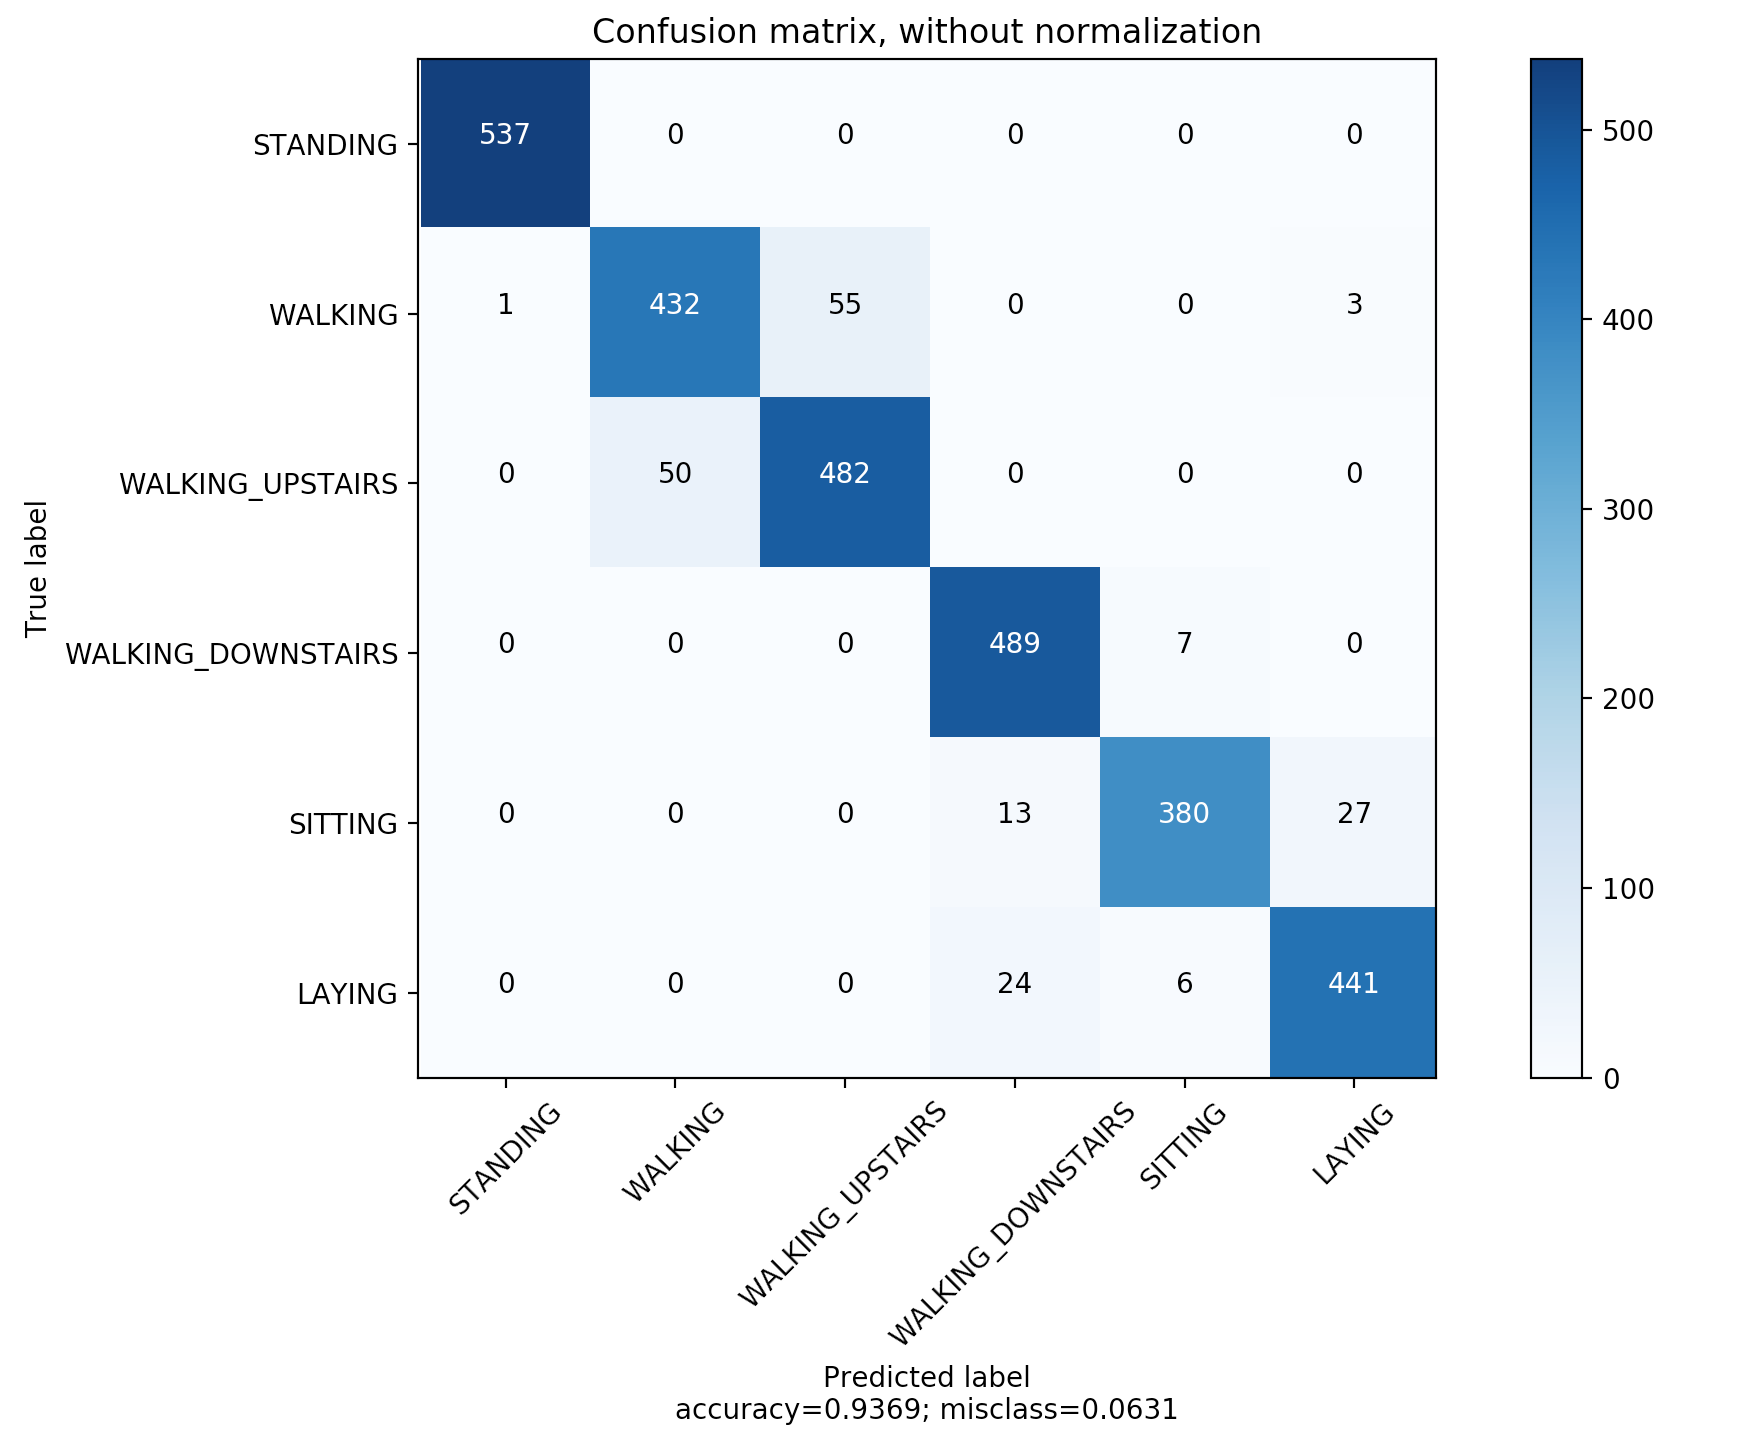 Confusion matrix, without normalization
True label
STANDING 537 0 0 0 0 0
WALKING 1 432 55 0 0 3
WALKING_UPSTAIRS 0 50 482 0 0 0
WALKING_DOWNSTAIRS 0 0 0 489 7 0
SITTING 0 0 0 13 380 27
LAYING 0 0 0 24 6 441
STANDING WALKING WALKING_UPSTAIRS WALKING_DOWNSTAIRS SITTING LAYING
Predicted label
accuracy=0.9369; misclass=0.0631
500
400
300
200
100
0